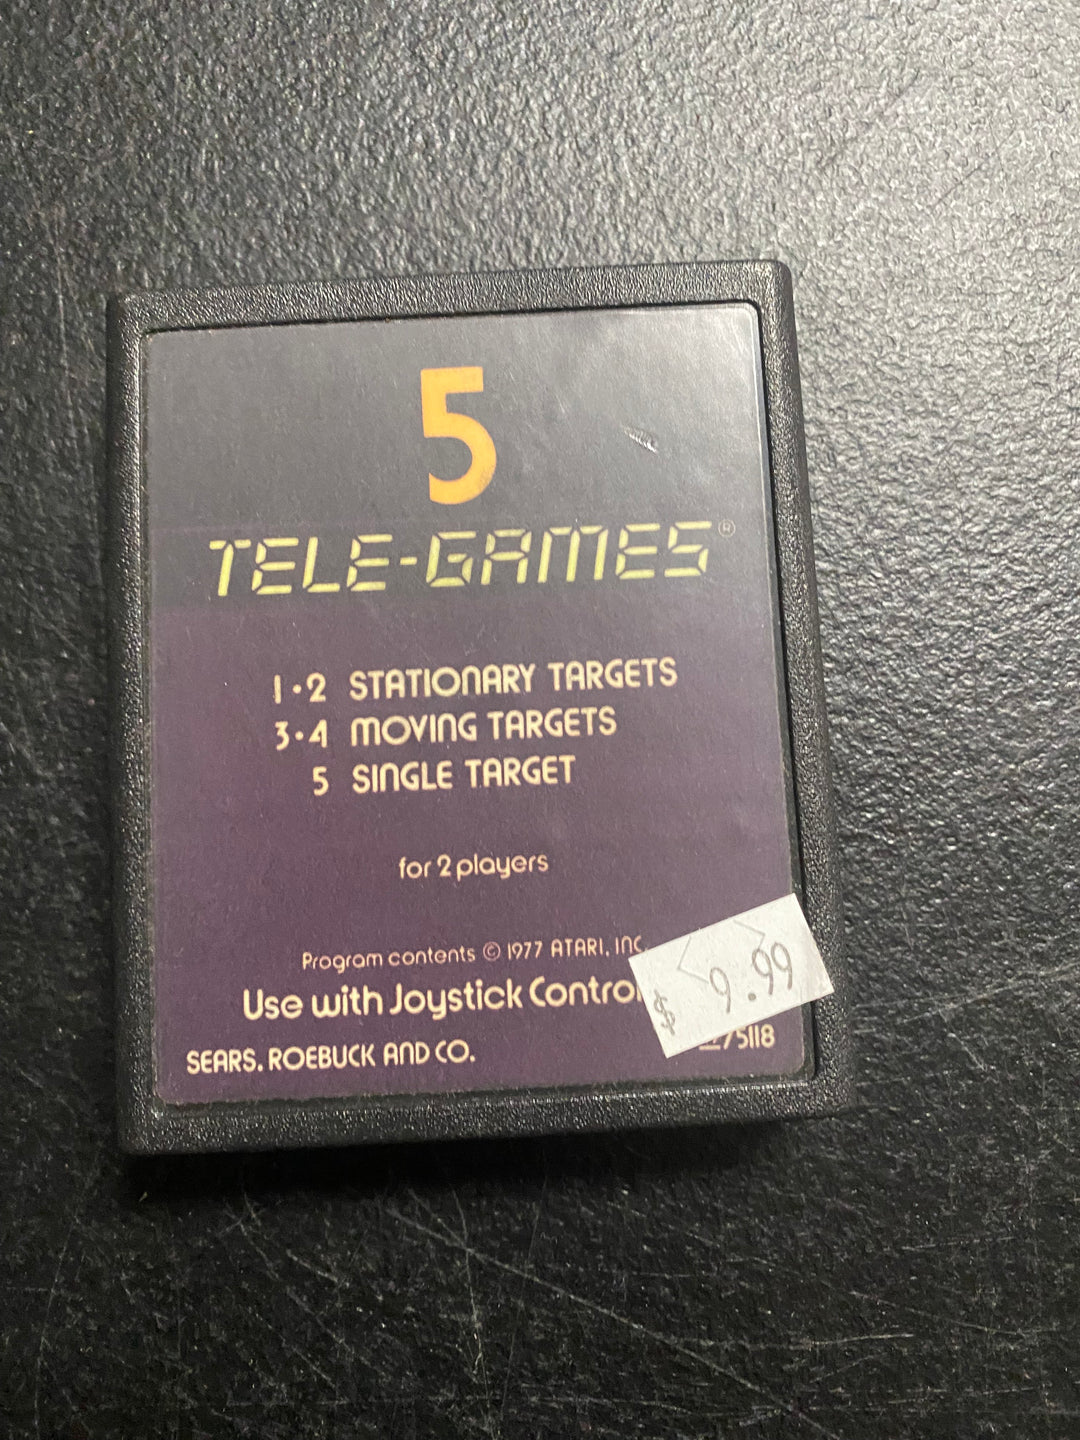 5
TELE-GAMES®
1•2 STATIONARY TARGETS
3•4 MOVING TARGETS
5 SINGLE TARGET
for 2 players
Program contents © 1977 ATARI, INC
Use with Joystick Control
$ 9.99
SEARS, ROEBUCK AND CO.
75118